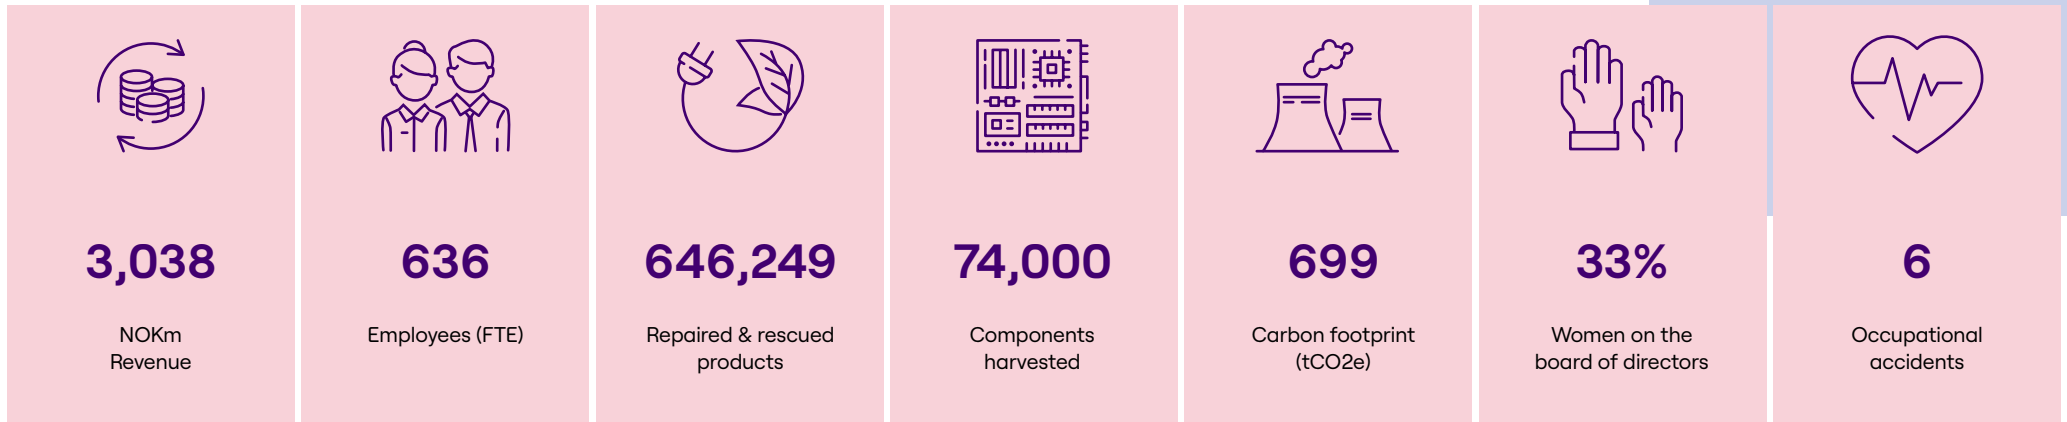 3,038
NOKm
Revenue
636
Employees (FTE)
646,249
Repaired & rescued
products
74,000
Components
harvested
699
Carbon footprint
(tCO2e)
33%
Women on the
board of directors
6
Occupational
accidents